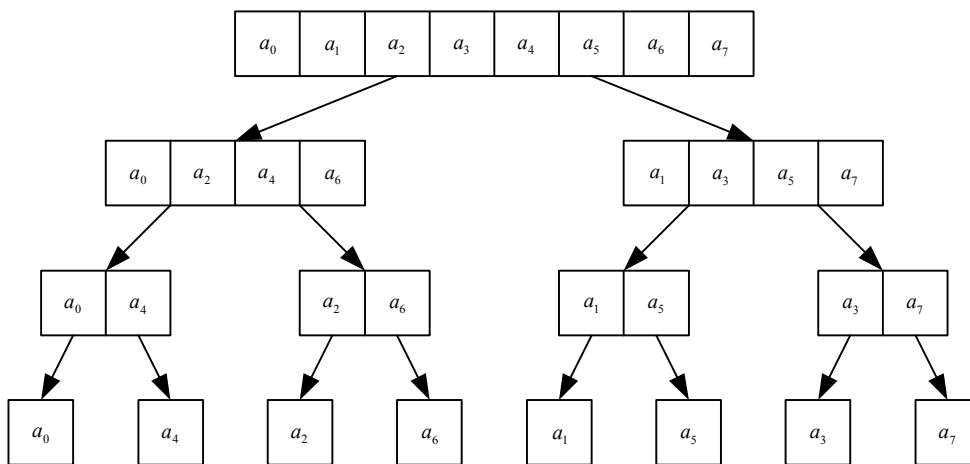 a₀ a₁ a₂ a₃ a₄ a₅ a₆ a₇
a₀ a₂ a₄ a₆ a₁ a₃ a₅ a₇
a₀ a₄ a₂ a₆ a₁ a₅ a₃ a₇
a₀ a₄ a₂ a₆ a₁ a₅ a₃ a₇